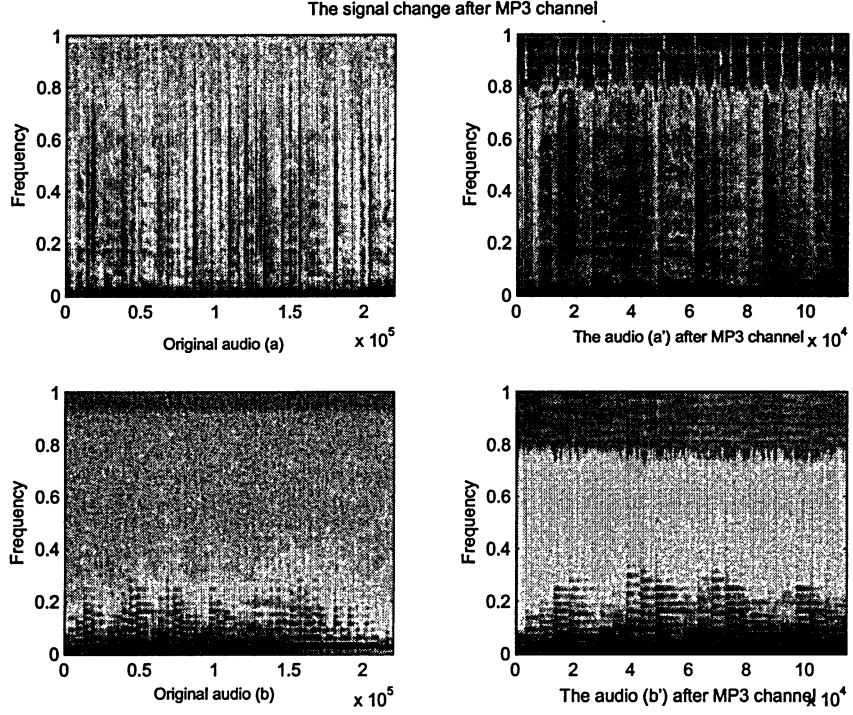 The signal change after MP3 channel
1
0.8
0.6
0.4
0.2
0
Frequency
0 0.5 1 1.5 2
x 10^5
Original audio (a)
1
0.8
0.6
0.4
0.2
0
Frequency
0 2 4 6 8 10
x 10^4
The audio (a') after MP3 channel
1
0.8
0.6
0.4
0.2
0
Frequency
0 0.5 1 1.5 2
x 10^5
Original audio (b)
1
0.8
0.6
0.4
0.2
0
Frequency
0 2 4 6 8 10
x 10^4
The audio (b') after MP3 channel